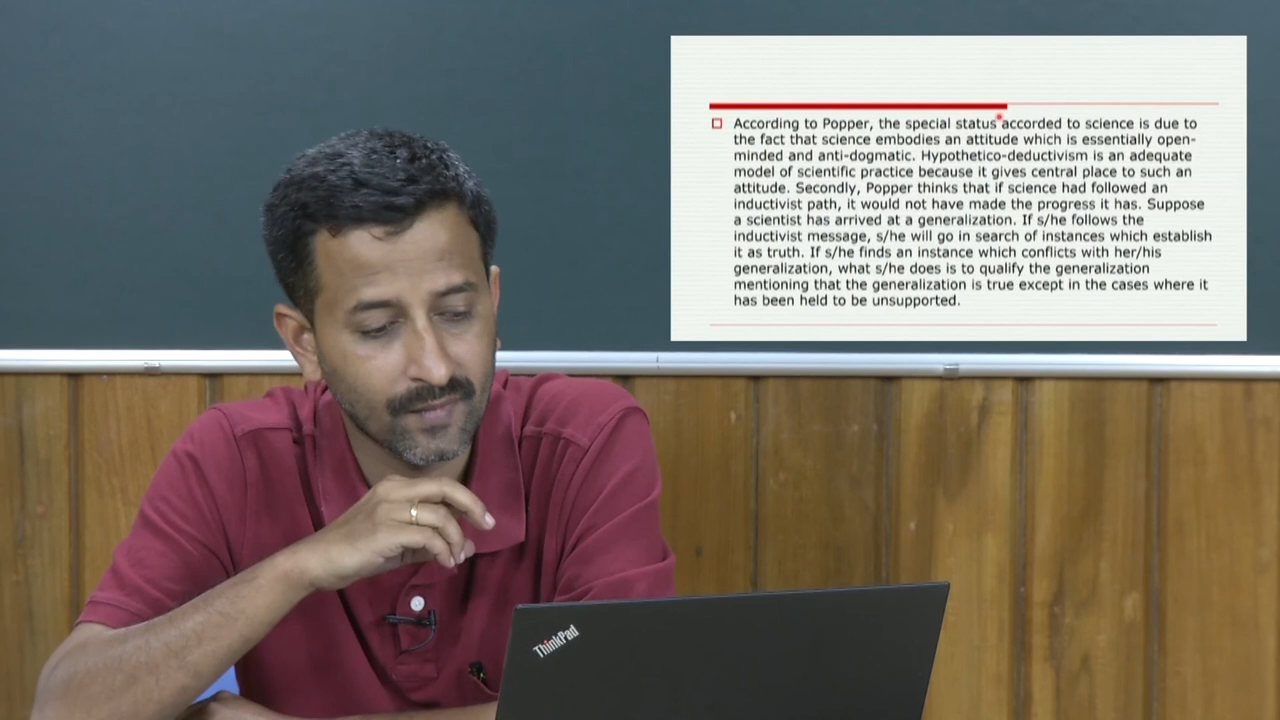 According to Popper, the special status accorded to science is due to
the fact that science embodies an attitude which is essentially open-
minded and anti-dogmatic. Hypothetico-deductivism is an adequate
model of scientific practice because it gives central place to such an
attitude. Secondly, Popper thinks that if science had followed an
inductivist path, it would not have made the progress it has. Suppose
a scientist has arrived at a generalization. If s/he follows the
inductivist message, s/he will go in search of instances which establish
it as truth. If s/he finds an instance which conflicts with her/his
generalization, what s/he does is to qualify the generalization
mentioning that the generalization is true except in the cases where it
has been held to be unsupported.
ThinkPad